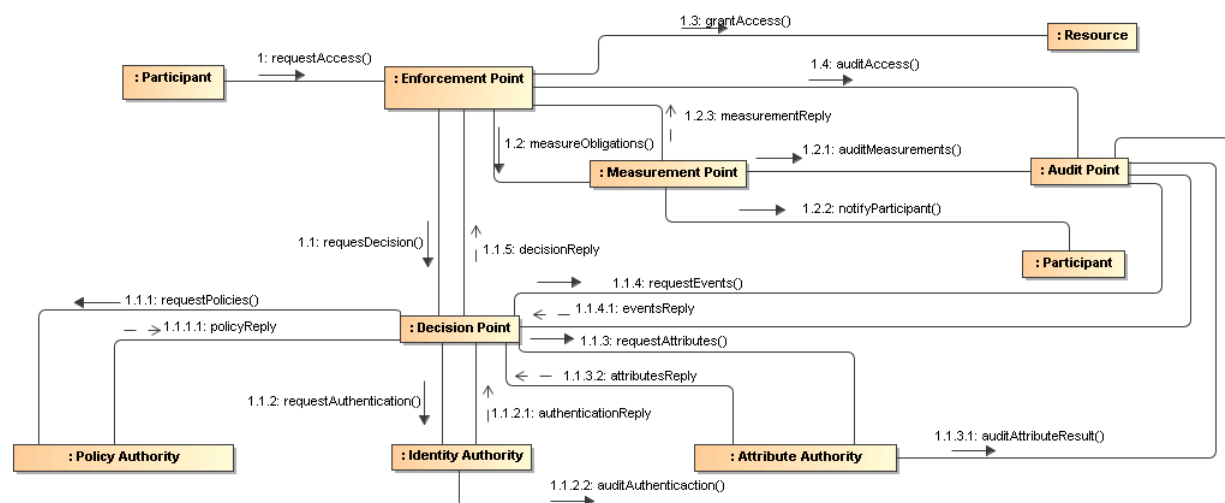 1.3: grantAccess()
: Resource
1: requestAccess()
: Participant
: Enforcement Point
1.4: auditAccess()
1.2.3: measurementReply
1.2: measureObligations()
1.2.1: auditMeasurements()
: Measurement Point
: Audit Point
1.2.2: notifyParticipant()
1.1: requesDecision()
1.1.5: decisionReply
: Participant
1.1.4: requestEvents()
1.1.1: requestPolicies()
1.1.4.1: eventsReply
1.1.1.1: policyReply
: Decision Point
1.1.3: requestAttributes()
1.1.3.2: attributesReply
1.1.2: requestAuthentication()
1.1.2.1: authenticationReply
1.1.3.1: auditAttributeResult()
: Policy Authority
: Identity Authority
: Attribute Authority
1.1.2.2: auditAuthenticaction()